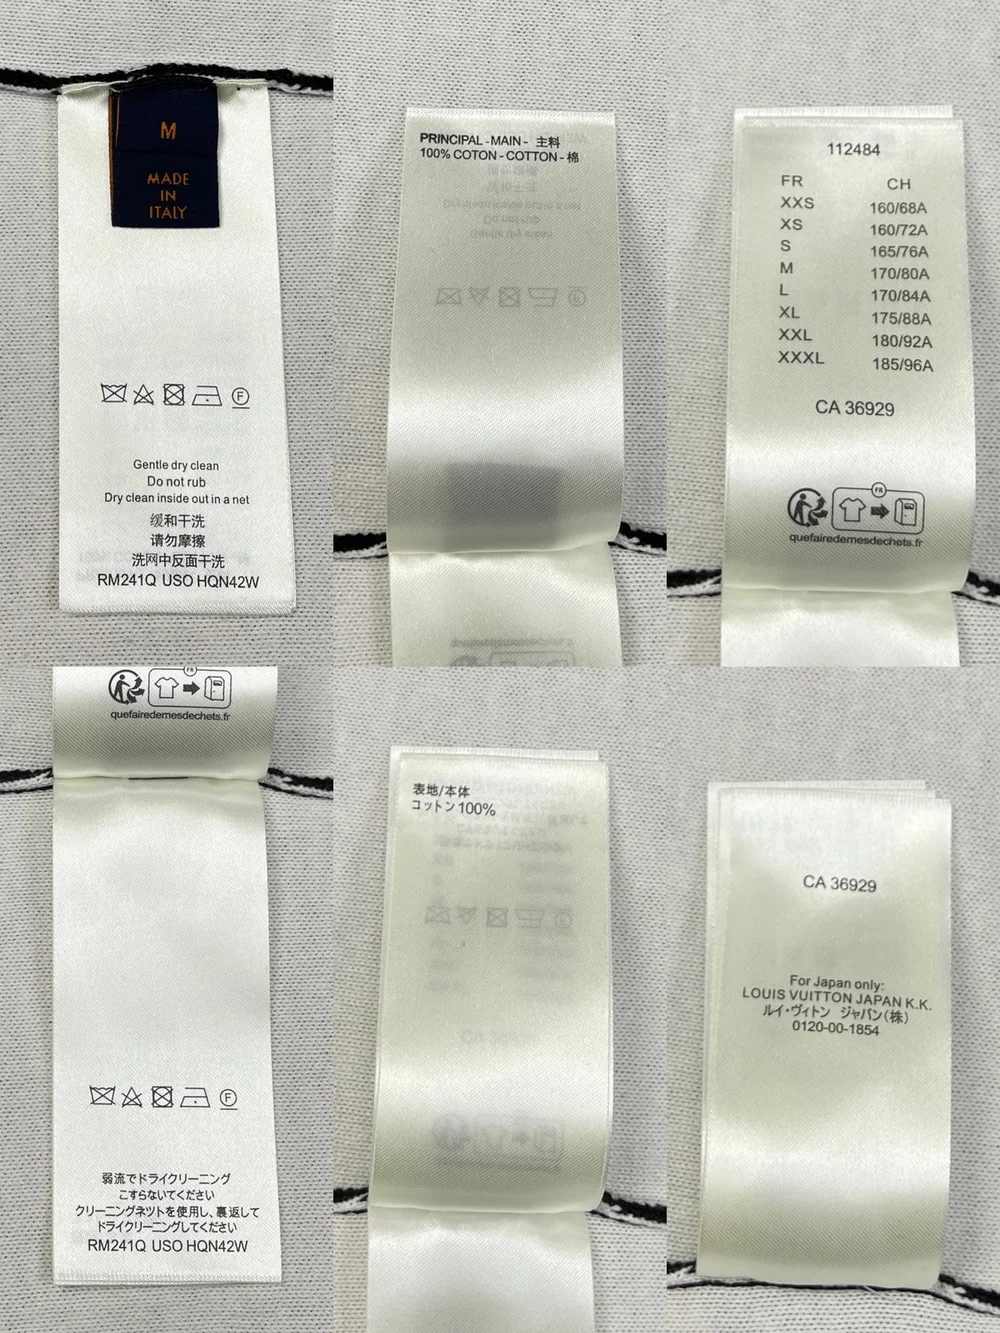 M
MADE
IN
ITALY
F
Gentle dry clean
Do not rub
Dry clean inside out in a net
缓和干洗
请勿摩擦
洗网中反面干洗
RM241Q USO HQN42W
PRINCIPAL - MAIN - 主料
100% COTON - COTTON - 棉
112484
FR CH
XXS 160/68A
XS 160/72A
S 165/76A
M 170/80A
L 170/84A
XL 175/88A
XXL 180/92A
XXXL 185/96A
CA 36929
FR
quefairedemesdechets.fr
FR
quefairedemesdechets.fr
F
弱流でドライクリーニング
こすらないでください
クリーニングネツトを使用し、裏返して
ドライクリーニングしてください
RM241Q USO HQN42W
表地/本体
コットン 100%
CA 36929
For Japan only:
LOUIS VUITTON JAPAN K.K.
ルイ・ヴィトン ジャパン(株)
0120-00-1854